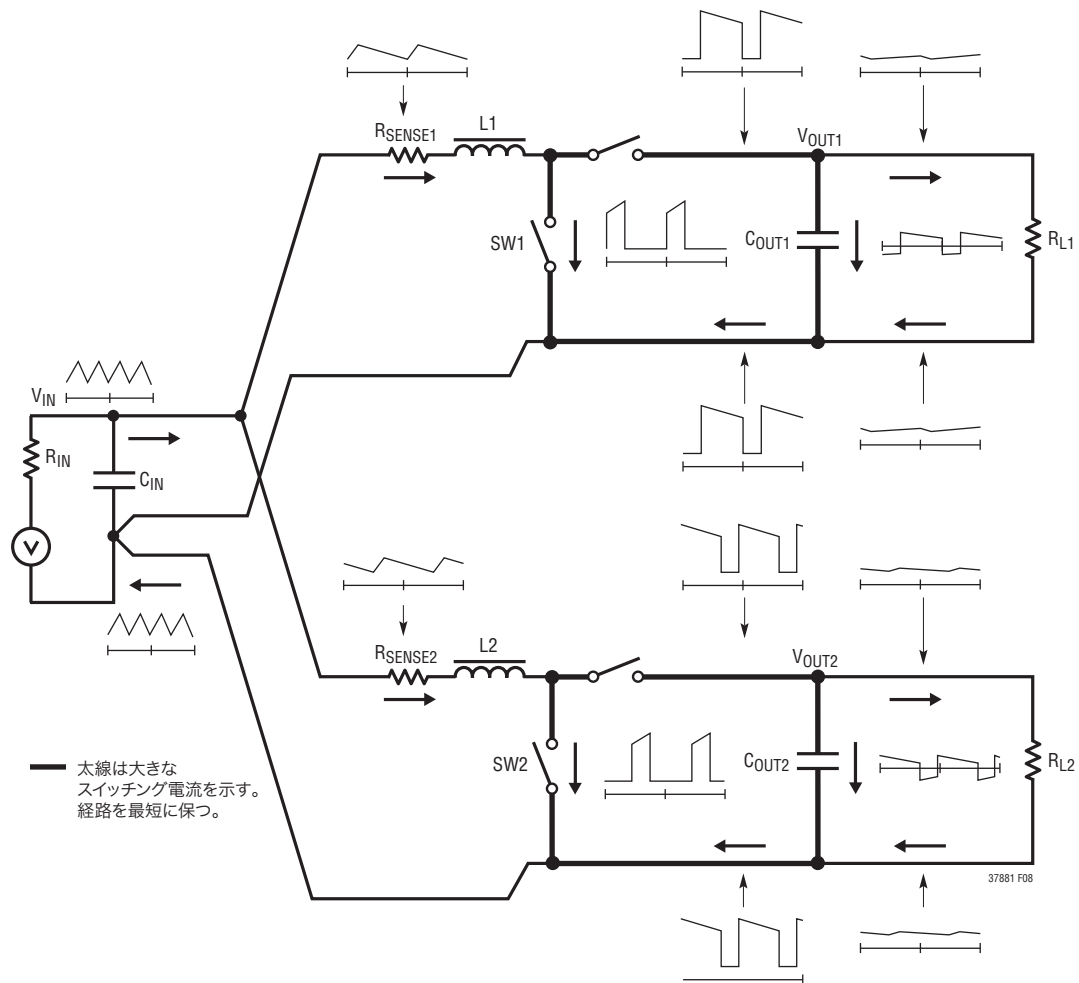 RSENSE1
L1
VOUT1
SW1
COUT1
RL1
VIN
RIN
CIN
V
RSENSE2
L2
VOUT2
SW2
COUT2
RL2
太線は大きな
スイッチング電流を示す。
経路を最短に保つ。
37881 F08